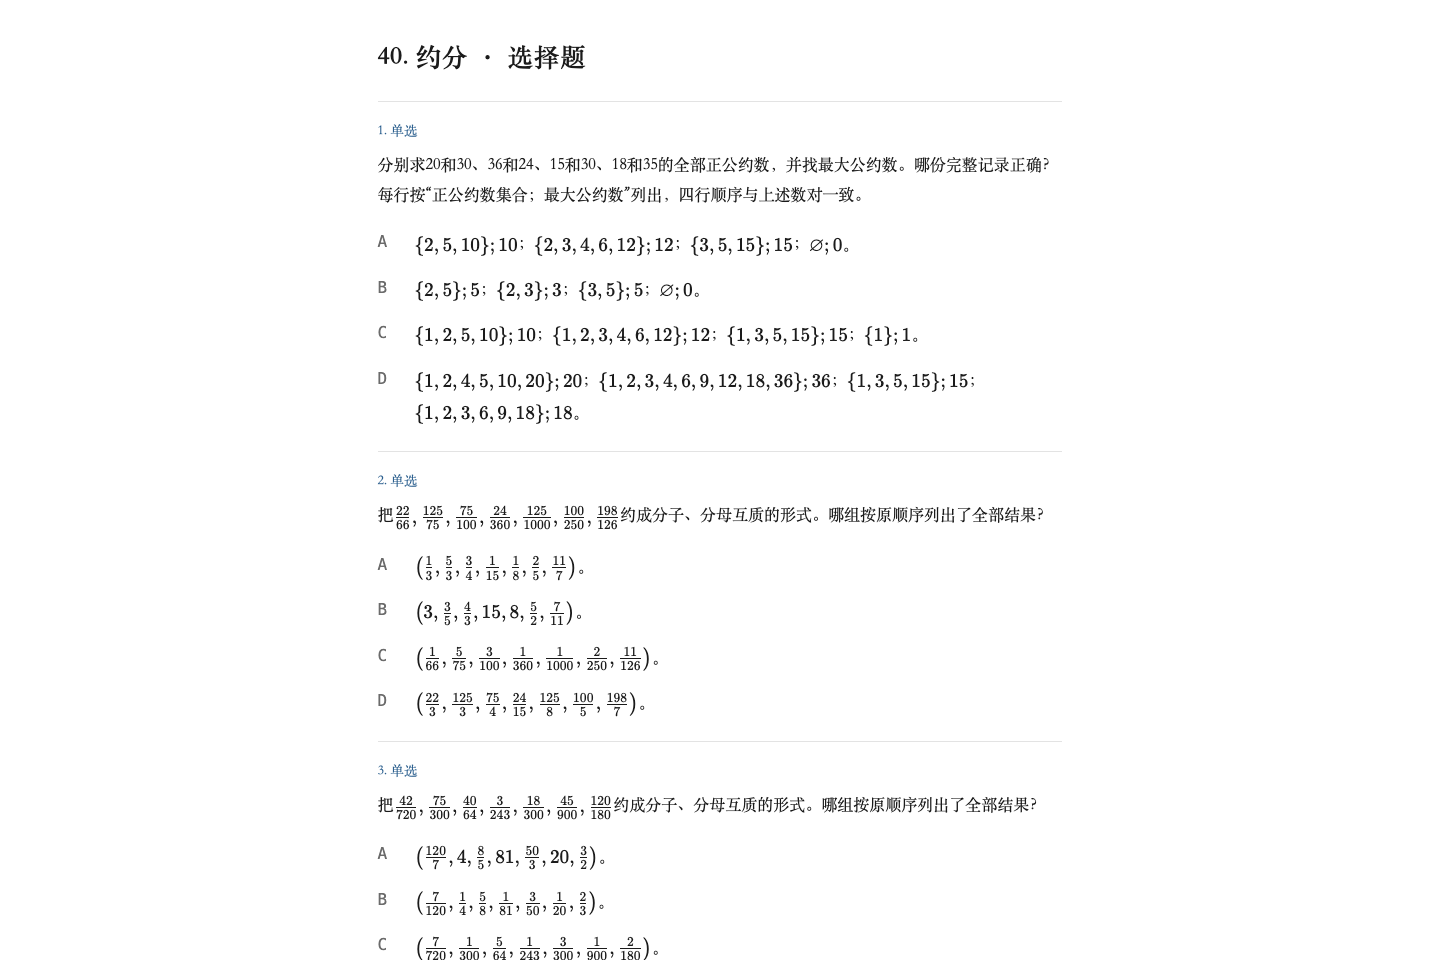 40. 约分 · 选择题
1. 单选
分别求20和30、36和24、15和30、18和35的全部正公约数，并找最大公约数。哪份完整记录正确？
每行按“正公约数集合；最大公约数”列出，四行顺序与上述数对一致。
A {2, 5, 10}; 10；{2, 3, 4, 6, 12}; 12；{3, 5, 15}; 15；∅; 0。
B {2, 5}; 5；{2, 3}; 3；{3, 5}; 5；∅; 0。
C {1, 2, 5, 10}; 10；{1, 2, 3, 4, 6, 12}; 12；{1, 3, 5, 15}; 15；{1}; 1。
D {1, 2, 4, 5, 10, 20}; 20；{1, 2, 3, 4, 6, 9, 12, 18, 36}; 36；{1, 3, 5, 15}; 15；
{1, 2, 3, 6, 9, 18}; 18。
2. 单选
把22/66, 125/75, 75/100, 24/360, 125/1000, 100/250, 198/126约成分子、分母互质的形式。哪组按原顺序列出了全部结果？
A (1/3, 5/3, 3/4, 1/15, 1/8, 2/5, 11/7)。
B (3, 3/5, 4/3, 15, 8, 5/2, 7/11)。
C (1/66, 5/75, 3/100, 1/360, 1/1000, 2/250, 11/126)。
D (22/3, 125/3, 75/4, 24/15, 125/8, 100/5, 198/7)。
3. 单选
把42/720, 75/300, 40/64, 3/243, 18/300, 45/900, 120/180约成分子、分母互质的形式。哪组按原顺序列出了全部结果？
A (120/7, 4, 8/5, 81, 50/3, 20, 3/2)。
B (7/120, 1/4, 5/8, 1/81, 3/50, 1/20, 2/3)。
C (7/720, 1/300, 5/64, 1/243, 3/300, 1/900, 2/180)。